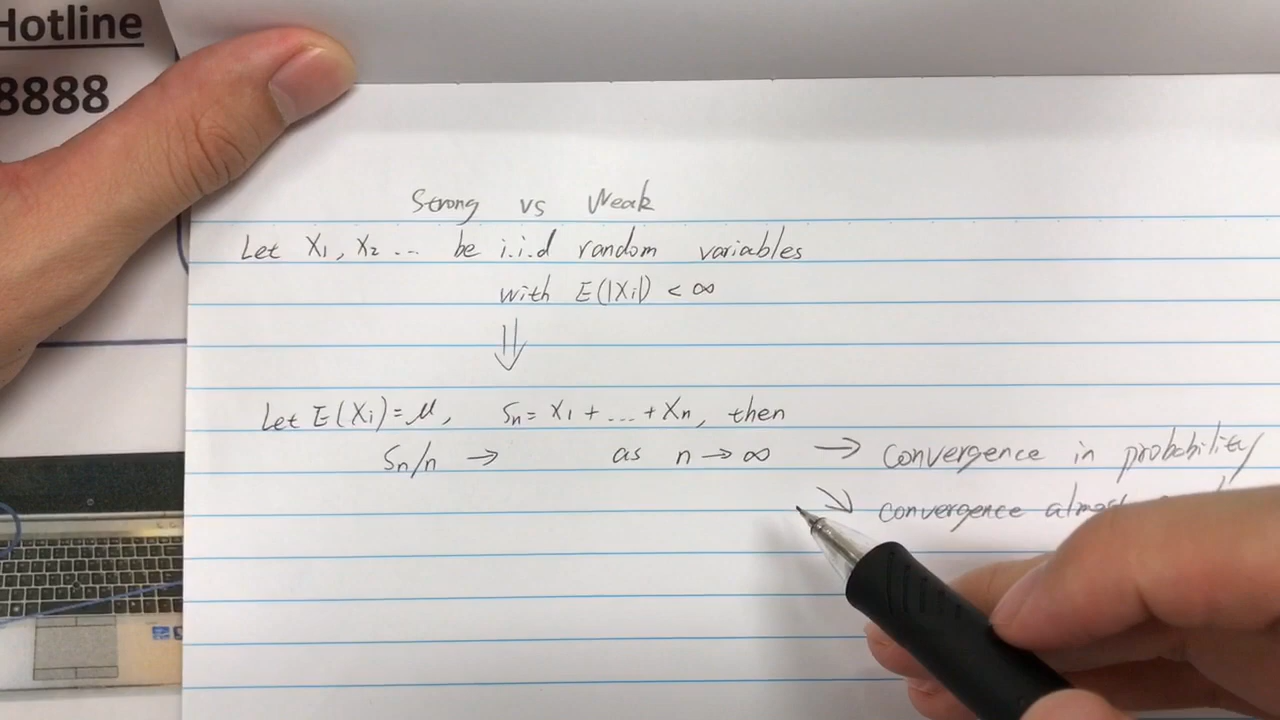 Hotline
8888
Strong vs Weak
Let X1, X2 ... be i.i.d random variables
with E(|Xi|) < ∞
⇓
Let E(Xi) = μ, Sn = X1 + ... + Xn, then
Sn/n → as n → ∞ → convergence in probability
↘ convergence